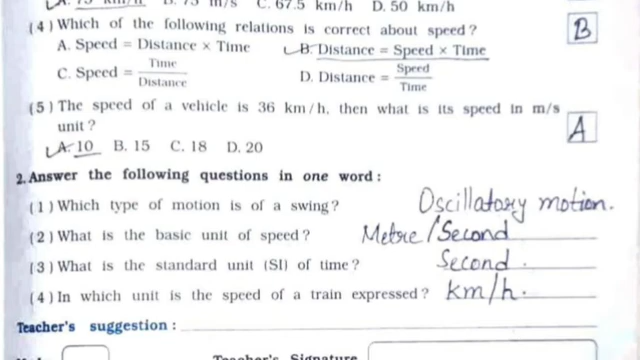 A. 75 km/h B. 75 m/s C. 67.5 km/h D. 50 km/h
(4) Which of the following relations is correct about speed? B
A. Speed = Distance × Time B. Distance = Speed × Time
C. Speed = Time / Distance D. Distance = Speed / Time
(5) The speed of a vehicle is 36 km/h, then what is its speed in m/s
unit? A
A. 10 B. 15 C. 18 D. 20
2. Answer the following questions in one word:
(1) Which type of motion is of a swing? Oscillatory motion.
(2) What is the basic unit of speed? Metre/Second
(3) What is the standard unit (SI) of time? Second.
(4) In which unit is the speed of a train expressed? km/h.
Teacher's suggestion:
Teacher's Signature